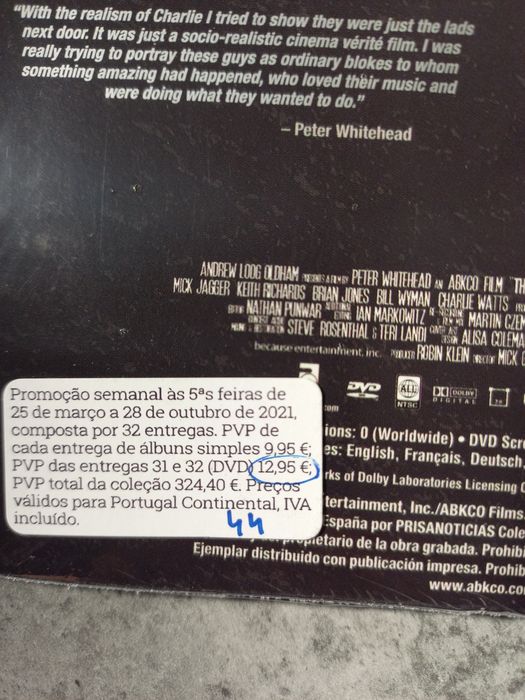 “With the realism of Charlie I tried to show they were just the lads
next door. It was just a socio-realistic cinema vérité film. I was
really trying to portray these guys as ordinary blokes to whom
something amazing had happened, who loved their music and
were doing what they wanted to do.”
– Peter Whitehead
ANDREW LOOG OLDHAM PRESENTS A FILM BY PETER WHITEHEAD AN ABKCO FILM
MICK JAGGER KEITH RICHARDS BRIAN JONES BILL WYMAN CHARLIE WATTS
NATHAN PUNWAR IAN MARKOWITZ MARTIN
STEVE ROSENTHAL & TERI LANDI ALISA
because entertainment, inc. ROBIN KLEIN MICK
DVD ALL NTSC DOLBY DIGITAL
.com
Promoção semanal às 5ªs feiras de
25 de março a 28 de outubro de 2021,
composta por 32 entregas. PVP de
cada entrega de álbuns simples 9,95 €;
PVP das entregas 31 e 32 (DVD) 12,95 €;
PVP total da coleção 324,40 €. Preços
válidos para Portugal Continental, IVA
incluído.
44
ions: 0 (Worldwide) • DVD
es: English, Français, Deutsch.
rks of Dolby Laboratories Licensing
tertainment, Inc./ABKCO Films.
España por PRISANOTICIAS
pietario de la obra grabada.
Ejemplar distribuido con publicación impresa.
www.abkco.co